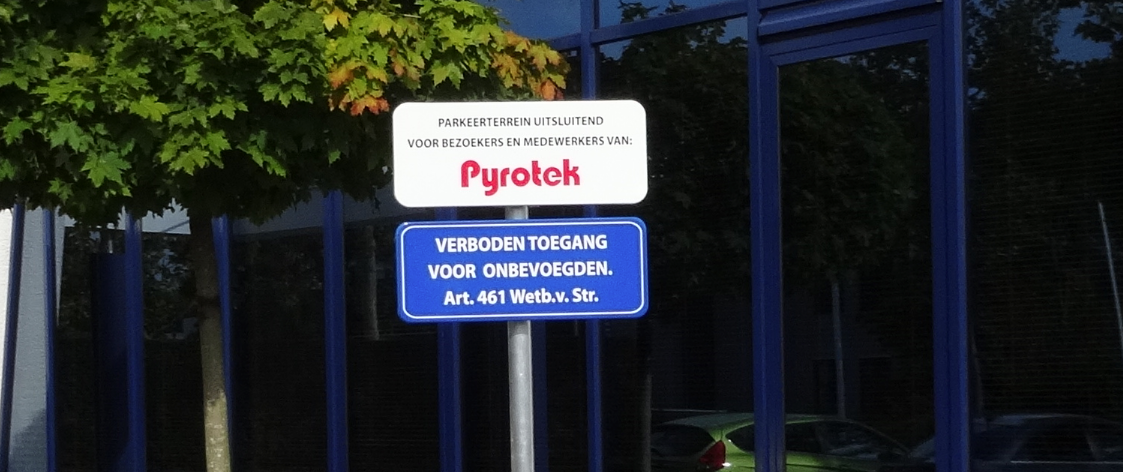 PARKEERTERREIN UITSLUITEND
VOOR BEZOEKERS EN MEDEWERKERS VAN:
Pyrotek
VERBODEN TOEGANG
VOOR ONBEVOEGDEN.
Art. 461 Wetb.v. Str.